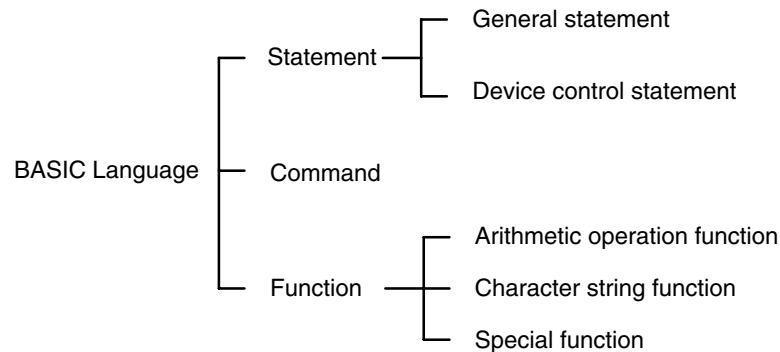 General statement
Statement
Device control statement
BASIC Language
Command
Arithmetic operation function
Function
Character string function
Special function